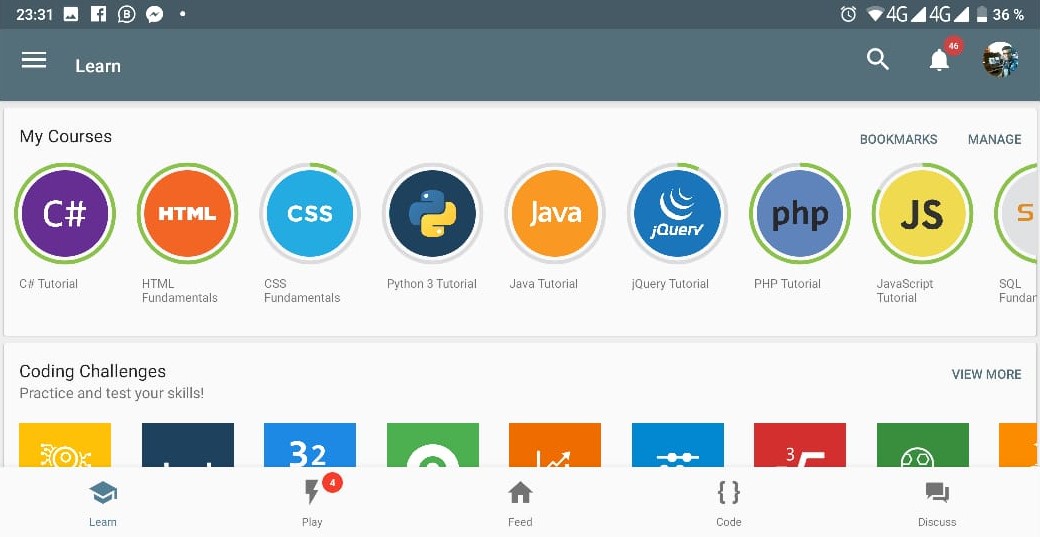 23:31 B 4G 4G 36 %
Learn 46
My Courses BOOKMARKS MANAGE
C# HTML CSS Java jQuery php JS S
C# Tutorial
HTML
Fundamentals
CSS
Fundamentals
Python 3 Tutorial
Java Tutorial
jQuery Tutorial
PHP Tutorial
JavaScript
Tutorial
SQL
Fundar
Coding Challenges
Practice and test your skills!
VIEW MORE
32 3
4
Learn Play Feed Code Discuss